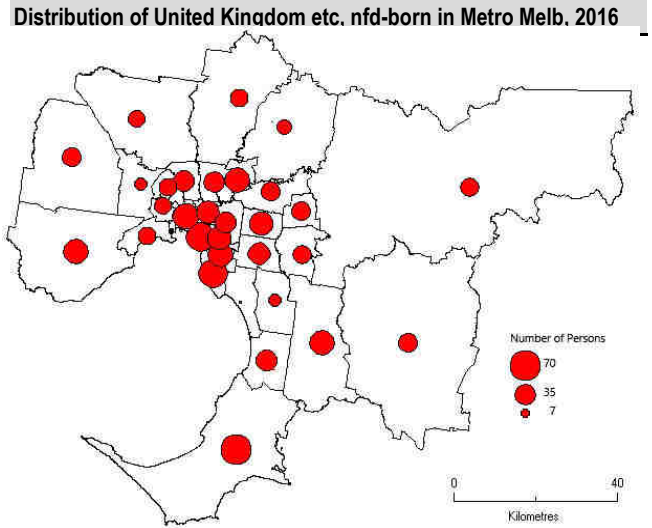 Distribution of United Kingdom etc, nfd-born in Metro Melb, 2016
Number of Persons
70
35
7
0 40
Kilometres